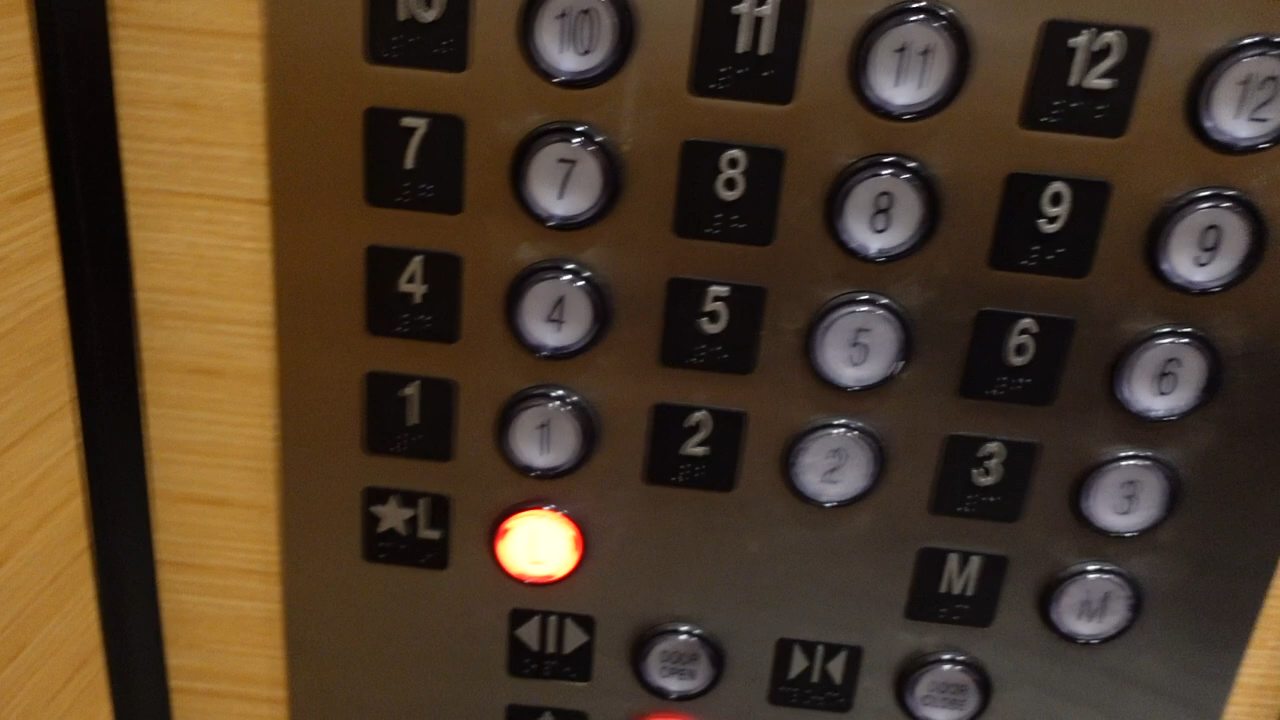 10 10 11 11 12 12
7 7 8 8 9 9
4 4 5 5 6 6
1 1 2 2 3 3
★L L M M
DOOR OPEN DOOR CLOSE